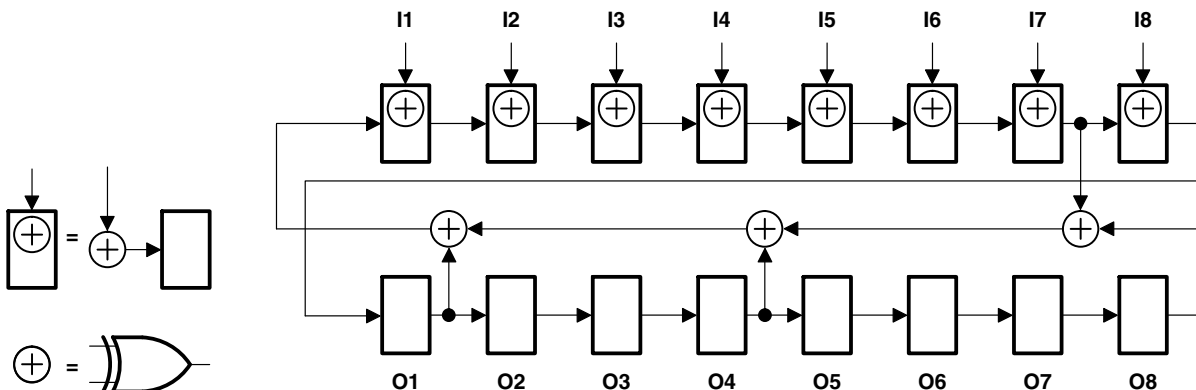 I1 I2 I3 I4 I5 I6 I7 I8
=
=
O1 O2 O3 O4 O5 O6 O7 O8